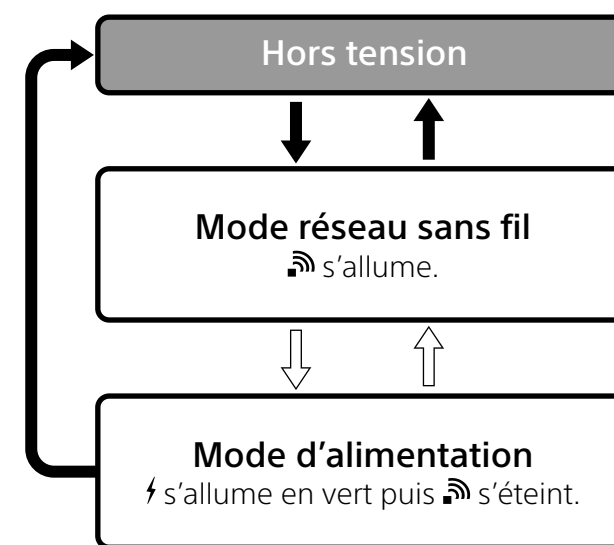 Hors tension
Mode réseau sans fil
s’allume.
Mode d’alimentation
s’allume en vert puis s’éteint.